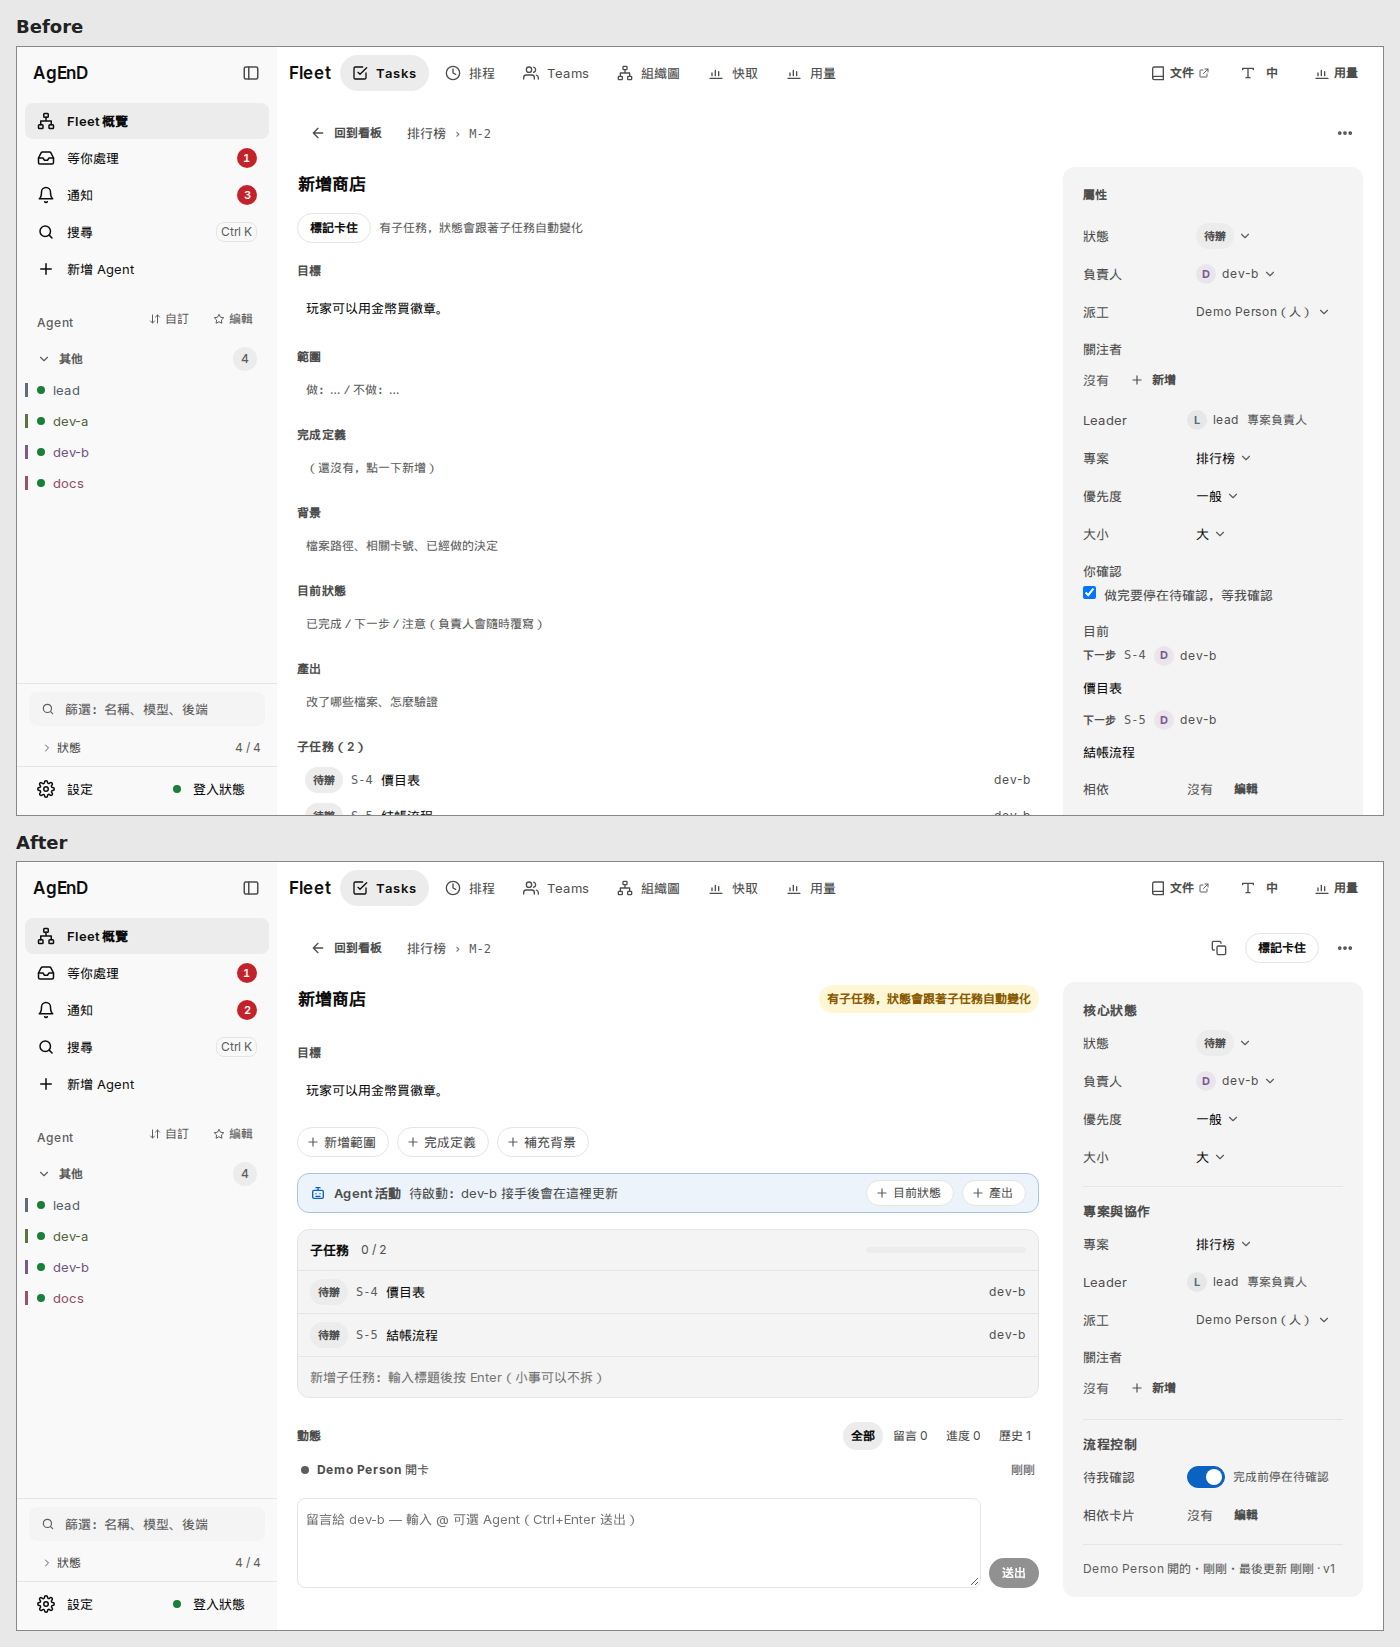 Before
AgEnD
Fleet 概覽
等你處理 1
通知 3
搜尋 Ctrl K
新增 Agent
Agent 自訂 編輯
其他 4
lead
dev-a
dev-b
docs
篩選：名稱、模型、後端
狀態 4 / 4
設定 登入狀態
Fleet Tasks 排程 Teams 組織圖 快取 用量 文件 中 用量
回到看板 排行榜 › M-2
新增商店
標記卡住 有子任務，狀態會跟著子任務自動變化
目標
玩家可以用金幣買徽章。
範圍
做：… / 不做：…
完成定義
（還沒有，點一下新增）
背景
檔案路徑、相關卡號、已經做的決定
目前狀態
已完成 / 下一步 / 注意（負責人會隨時覆寫）
產出
改了哪些檔案、怎麼驗證
子任務（2）
待辦 S-4 價目表 dev-b
待辦 S-5 結帳流程 dev-b
屬性
狀態 待辦
負責人 D dev-b
派工 Demo Person（人）
關注者
沒有 新增
Leader L lead 專案負責人
專案 排行榜
優先度 一般
大小 大
你確認
做完要停在待確認，等我確認
目前
下一步 S-4 D dev-b
價目表
下一步 S-5 D dev-b
結帳流程
相依 沒有 編輯
After
AgEnD
Fleet 概覽
等你處理 1
通知 2
搜尋 Ctrl K
新增 Agent
Agent 自訂 編輯
其他 4
lead
dev-a
dev-b
docs
篩選：名稱、模型、後端
狀態 4 / 4
設定 登入狀態
Fleet Tasks 排程 Teams 組織圖 快取 用量 文件 中 用量
回到看板 排行榜 › M-2 標記卡住
新增商店 有子任務，狀態會跟著子任務自動變化
目標
玩家可以用金幣買徽章。
新增範圍 完成定義 補充背景
Agent 活動 待啟動：dev-b 接手後會在這裡更新 目前狀態 產出
子任務 0 / 2
待辦 S-4 價目表 dev-b
待辦 S-5 結帳流程 dev-b
新增子任務：輸入標題後按 Enter（小事可以不拆）
動態 全部 留言 0 進度 0 歷史 1
Demo Person 開卡 剛剛
留言給 dev-b — 輸入 @ 可選 Agent（Ctrl+Enter 送出）
送出
核心狀態
狀態 待辦
負責人 D dev-b
優先度 一般
大小 大
專案與協作
專案 排行榜
Leader L lead 專案負責人
派工 Demo Person（人）
關注者
沒有 新增
流程控制
待我確認 完成前停在待確認
相依卡片 沒有 編輯
Demo Person 開的・剛剛・最後更新 剛剛 · v1